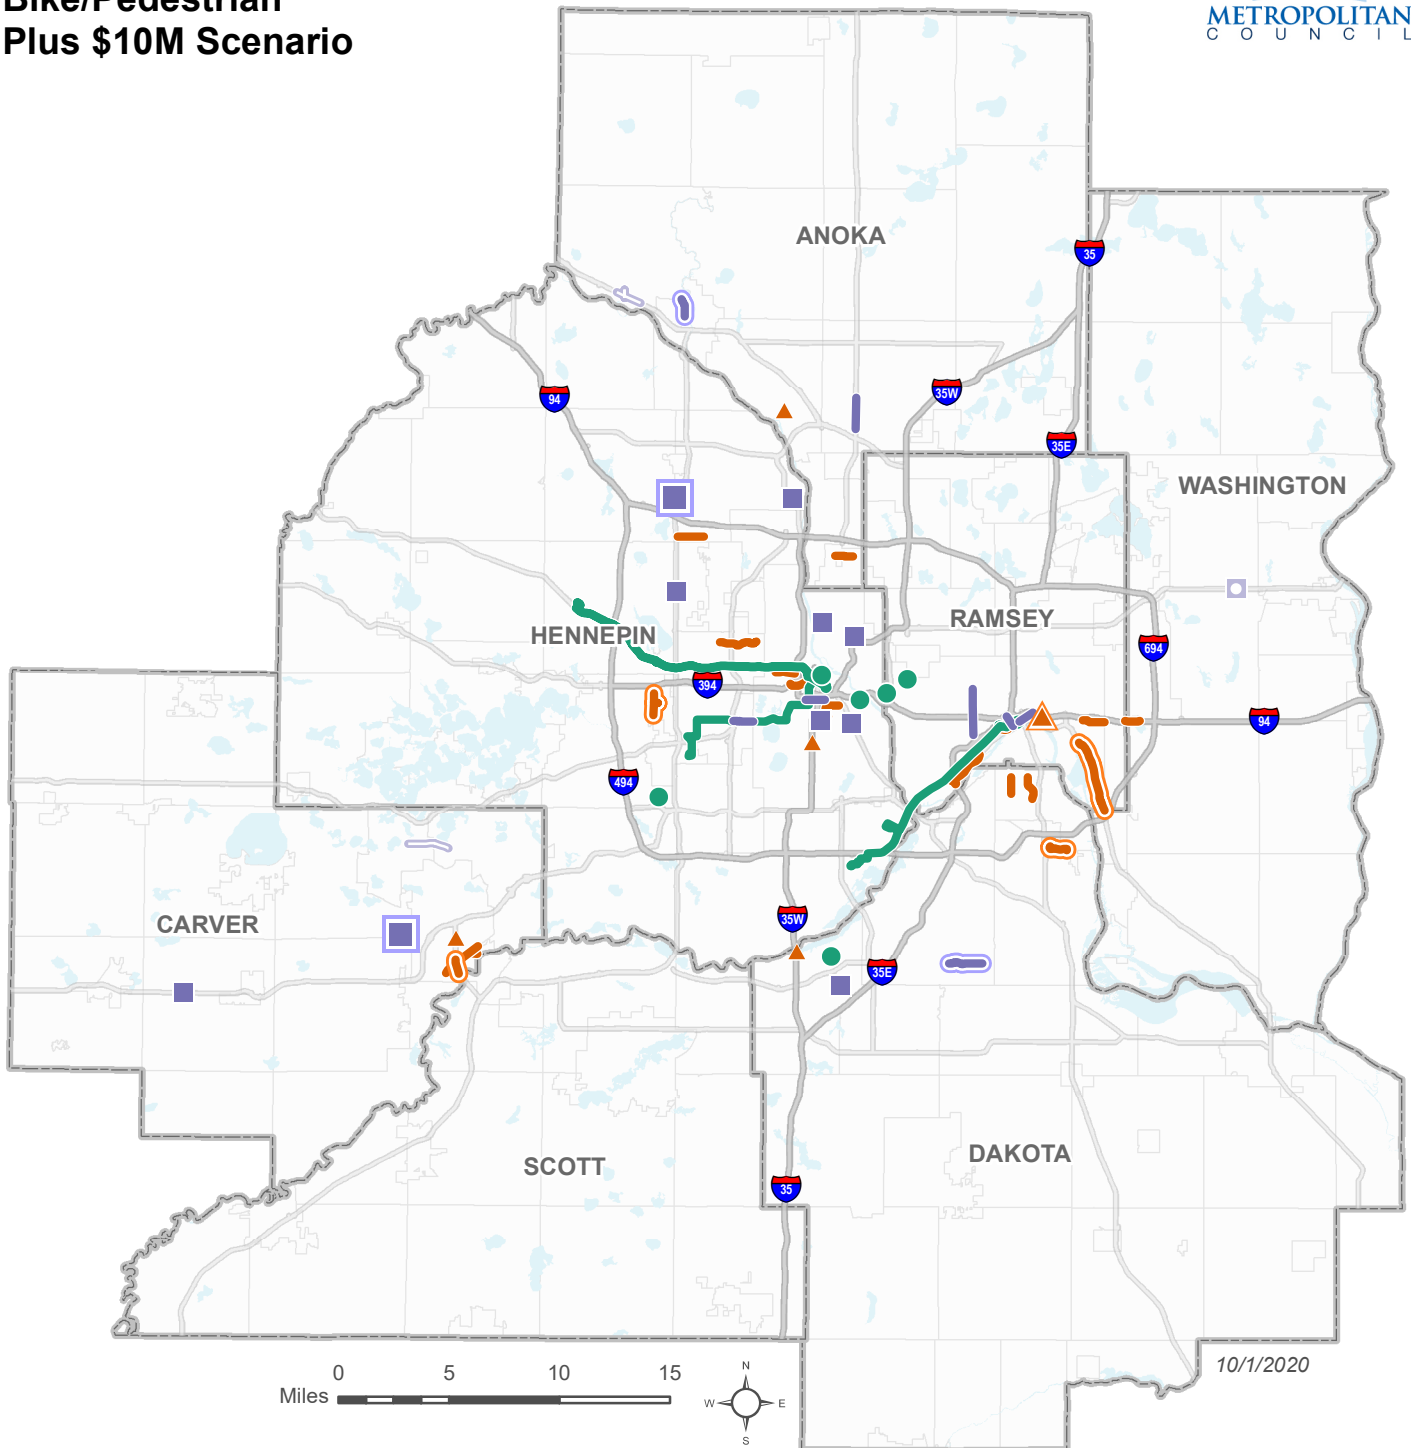 Bike/Pedestrian
Plus $10M Scenario
METROPOLITAN
COUNCIL
ANOKA
35
94
35W
35E
WASHINGTON
HENNEPIN
RAMSEY
694
394
94
494
CARVER
35W
35E
SCOTT
DAKOTA
35
0 5 10 15
Miles
N
W E
S
10/1/2020